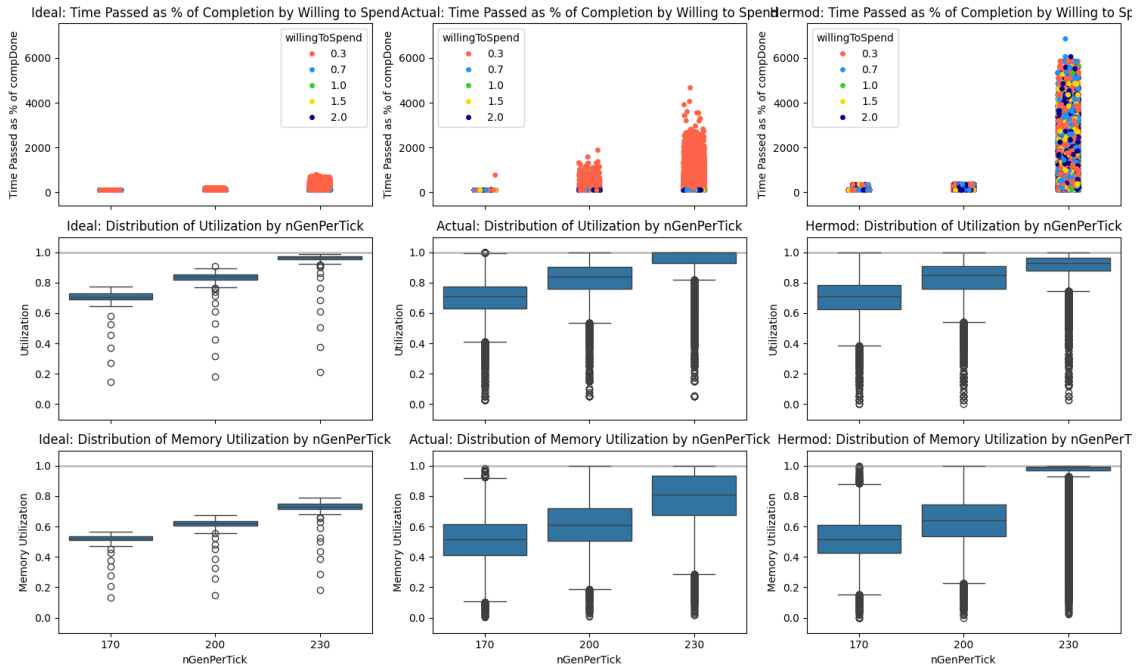 Ideal: Time Passed as % of Completion by Willing to Spend
Actual: Time Passed as % of Completion by Willing to Spend
Hermod: Time Passed as % of Completion by Willing to Sp
Time Passed as % of compDone
6000
4000
2000
0
willingToSpend
0.3
0.7
1.0
1.5
2.0
Time Passed as % of compDone
6000
4000
2000
0
willingToSpend
0.3
0.7
1.0
1.5
2.0
Time Passed as % of compDone
6000
4000
2000
0
willingToSpend
0.3
0.7
1.0
1.5
2.0
Ideal: Distribution of Utilization by nGenPerTick
Actual: Distribution of Utilization by nGenPerTick
Hermod: Distribution of Utilization by nGenPerTick
Utilization
1.0
0.8
0.6
0.4
0.2
0.0
Utilization
1.0
0.8
0.6
0.4
0.2
0.0
Utilization
1.0
0.8
0.6
0.4
0.2
0.0
Ideal: Distribution of Memory Utilization by nGenPerTick
Actual: Distribution of Memory Utilization by nGenPerTick
Hermod: Distribution of Memory Utilization by nGenPerT
Memory Utilization
1.0
0.8
0.6
0.4
0.2
0.0
170 200 230
nGenPerTick
Memory Utilization
1.0
0.8
0.6
0.4
0.2
0.0
170 200 230
nGenPerTick
Memory Utilization
1.0
0.8
0.6
0.4
0.2
0.0
170 200 230
nGenPerTick